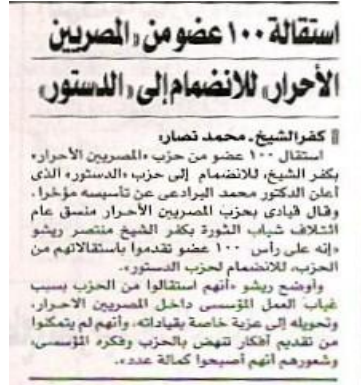 استقالة ١٠٠ عضو من «المصريين
الأحرار» للانضمام إلى «الدستور»
كفر الشيخ ـ محمد نصار:
استقال ١٠٠ عضو من حزب «المصريين الأحرار»
بكفر الشيخ، للانضمام إلى حزب «الدستور» الذى
أعلن الدكتور محمد البرادعى عن تأسيسه مؤخرا.
وقال قيادى بحزب المصريين الأحرار منسق عام
ائتلاف شباب الثورة بكفر الشيخ منتصر ريشو
«إنه على رأس ١٠٠ عضو تقدموا باستقالاتهم من
الحزب، للانضمام لحزب الدستور».
وأوضح ريشو «أنهم استقالوا من الحزب بسبب
غياب العمل المؤسسى داخل المصريين الأحرار،
وتحويله إلى عزبة خاصة بقياداته، وأنهم لم يتمكنوا
من تقديم أفكار تنهض بالحزب وفكره المؤسسى،
وشعورهم أنهم أصبحوا كمالة عدد».